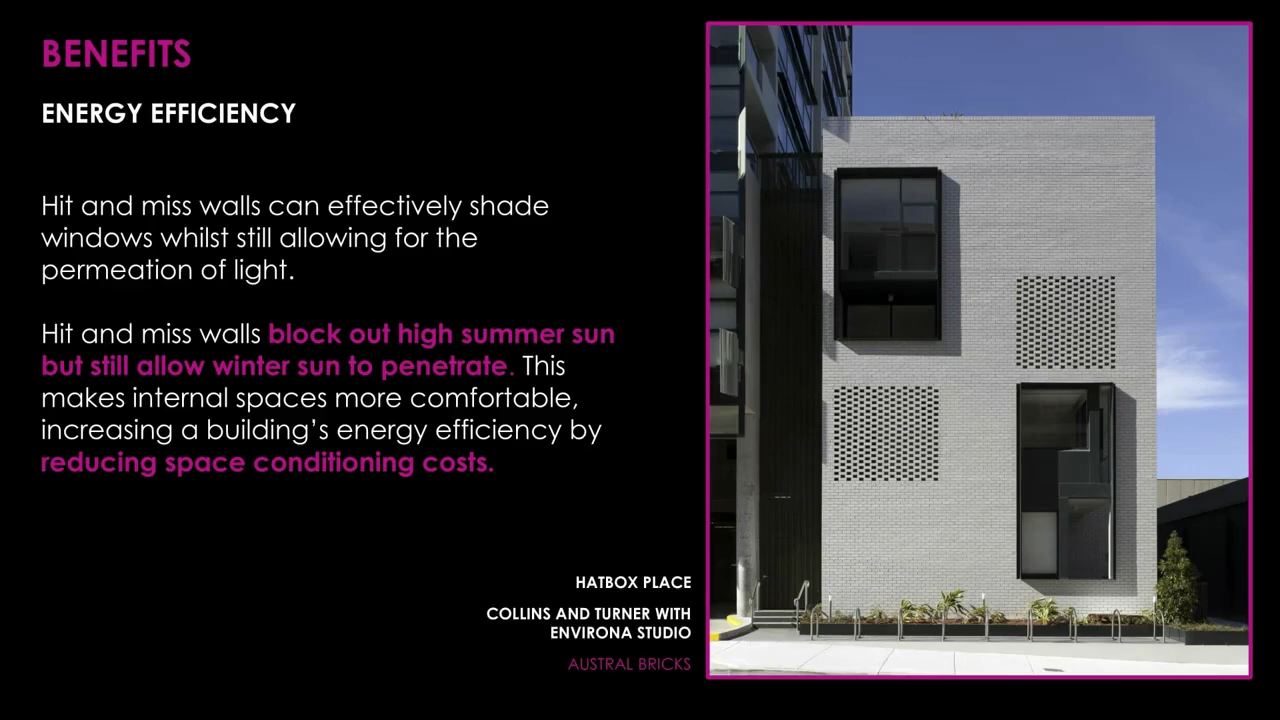 BENEFITS
ENERGY EFFICIENCY
Hit and miss walls can effectively shade
windows whilst still allowing for the
permeation of light.
Hit and miss walls block out high summer sun
but still allow winter sun to penetrate. This
makes internal spaces more comfortable,
increasing a building’s energy efficiency by
reducing space conditioning costs.
HATBOX PLACE
COLLINS AND TURNER WITH
ENVIRONA STUDIO
AUSTRAL BRICKS